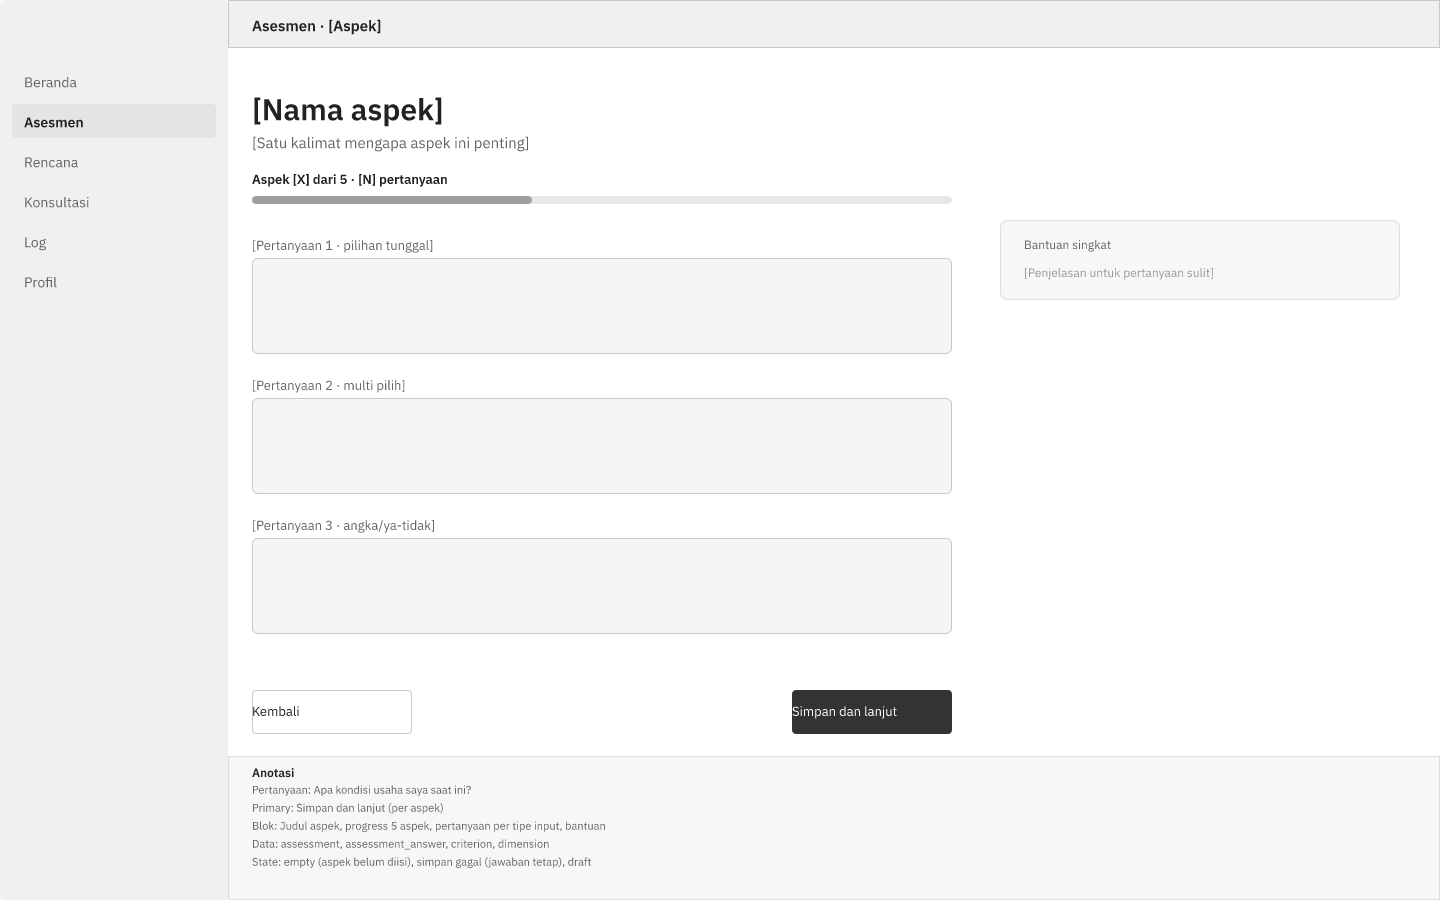 Asesmen · [Aspek]
Beranda
Asesmen
Rencana
Konsultasi
Log
Profil
[Nama aspek]
[Satu kalimat mengapa aspek ini penting]
Aspek [X] dari 5 · [N] pertanyaan
[Pertanyaan 1 · pilihan tunggal]
[Pertanyaan 2 · multi pilih]
[Pertanyaan 3 · angka/ya-tidak]
Kembali
Simpan dan lanjut
Bantuan singkat
[Penjelasan untuk pertanyaan sulit]
Anotasi
Pertanyaan: Apa kondisi usaha saya saat ini?
Primary: Simpan dan lanjut (per aspek)
Blok: Judul aspek, progress 5 aspek, pertanyaan per tipe input, bantuan
Data: assessment, assessment_answer, criterion, dimension
State: empty (aspek belum diisi), simpan gagal (jawaban tetap), draft